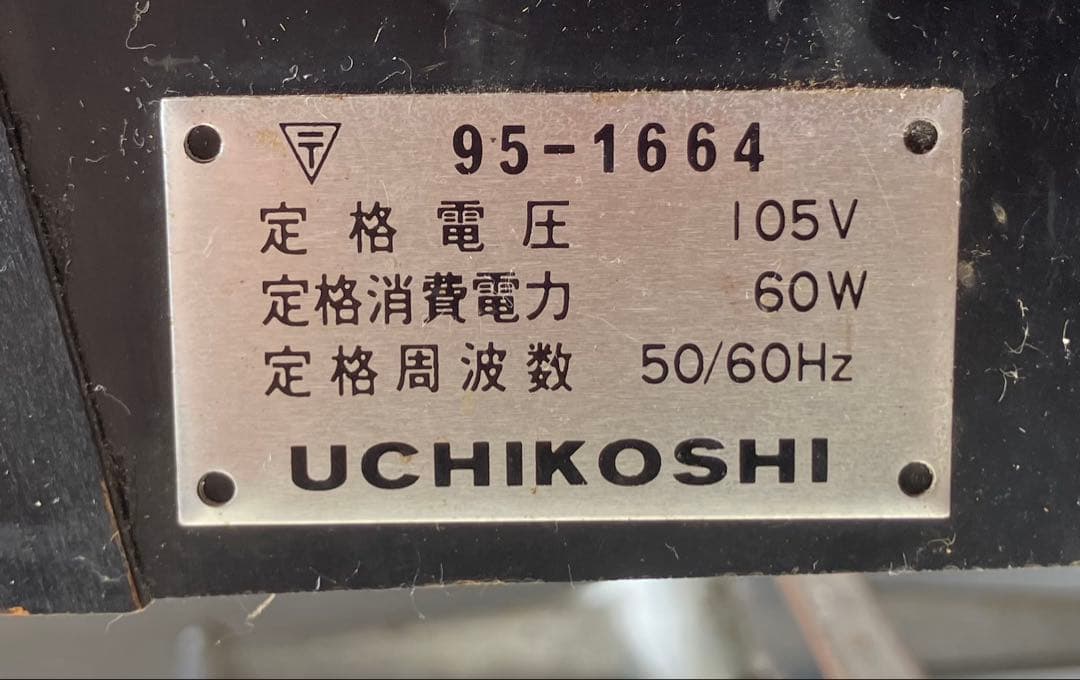 〒 95-1664
定格電圧 105V
定格消費電力 60W
定格周波数 50/60Hz
UCHIKOSHI